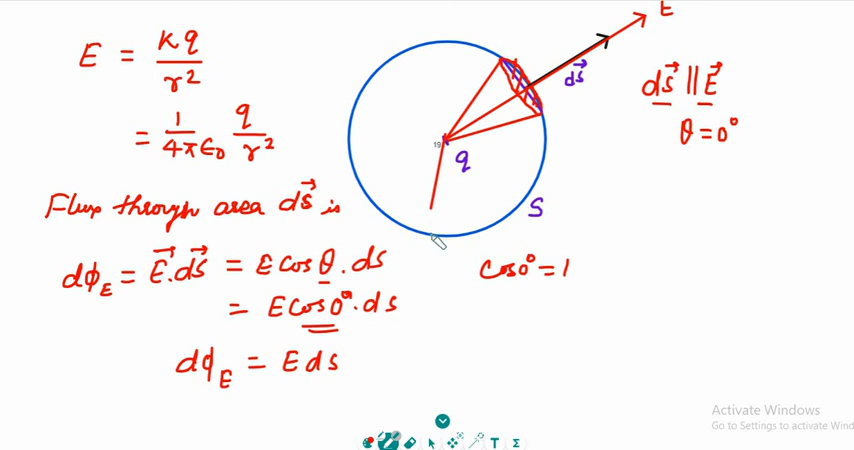 E = Kq / r²
= 1/4πε₀ q/r²
Flux through area ds⃗ is
dϕ_E = E⃗.ds⃗ = E cos θ . ds
= E cos 0° . ds
dϕ_E = E ds
E
ds⃗
19
q
S
ds⃗ || E⃗
θ = 0°
cos 0° = 1
Activate Windows
Go to Settings to activate Wind
T Σ